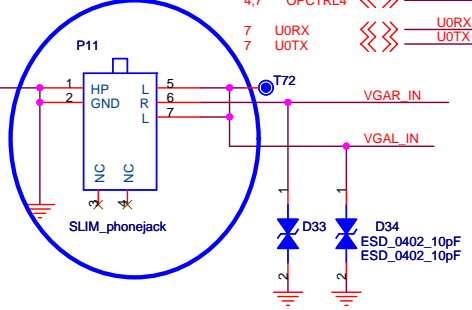 4,7 OPCTRL4
7 U0RX U0RX
7 U0TX U0TX
P11
1 HP L 5
2 GND R 6
L 7
NC NC
3 4
SLIM_phonejack
T72
VGAR_IN
VGAL_IN
1 1
D33 D34
ESD_0402_10pF
ESD_0402_10pF
2 2